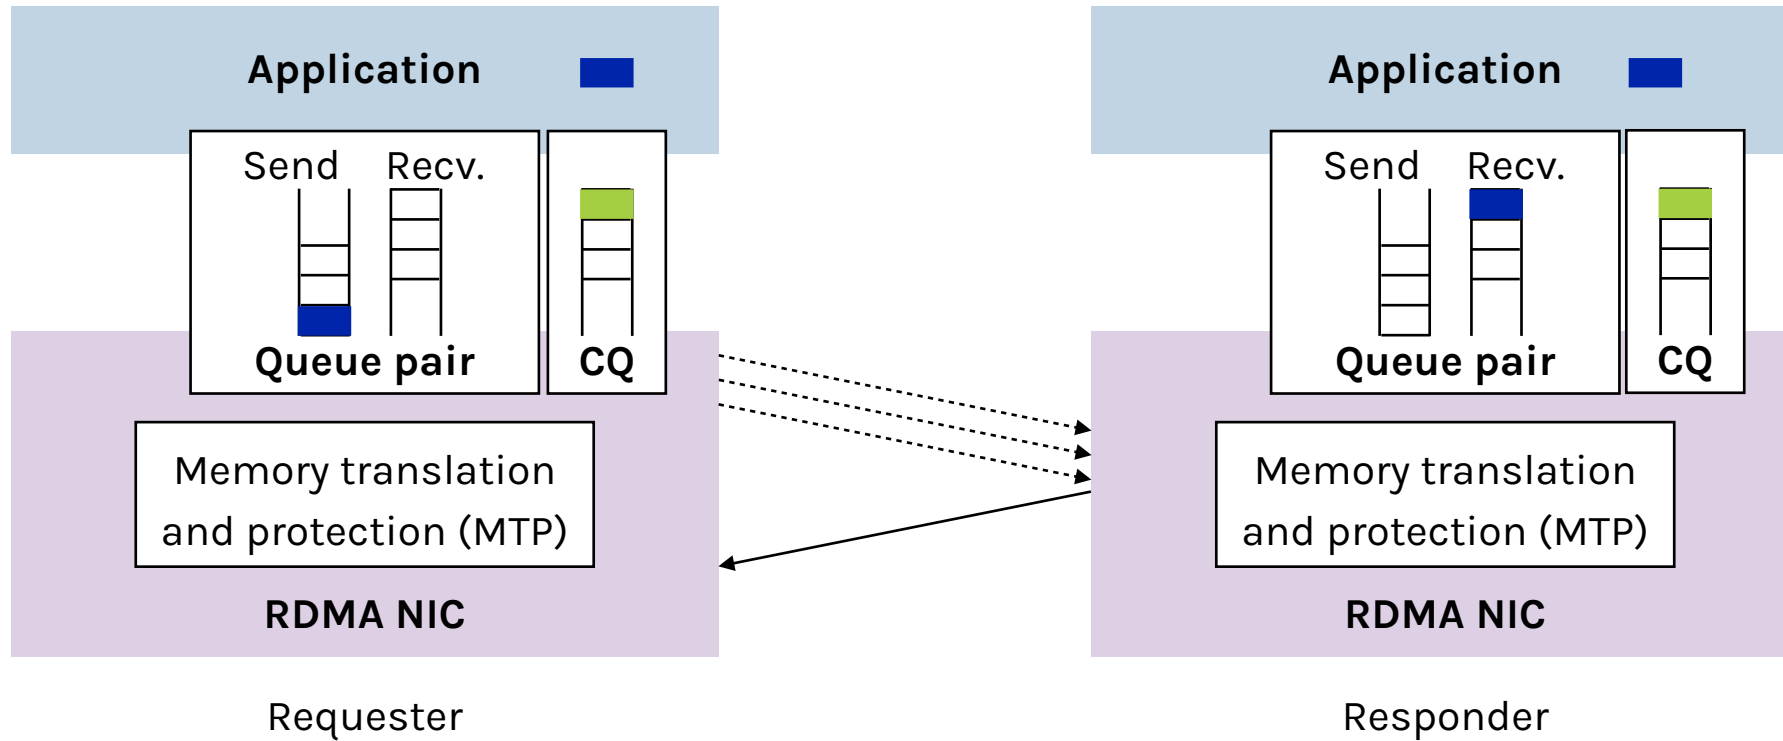 Application
Send Recv.
Queue pair
CQ
Memory translation
and protection (MTP)
RDMA NIC
Requester
Application
Send Recv.
Queue pair
CQ
Memory translation
and protection (MTP)
RDMA NIC
Responder